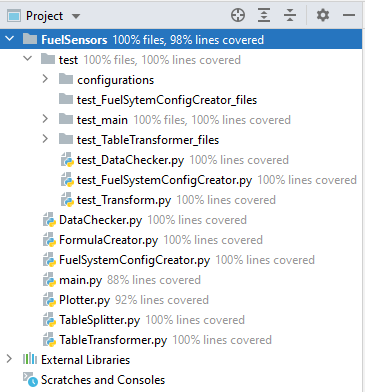 Project
FuelSensors 100% files, 98% lines covered
test 100% files, 100% lines covered
configurations
test_FuelSytemConfigCreator_files
test_main 100% files, 100% lines covered
test_TableTransformer_files
test_DataChecker.py 100% lines covered
test_FuelSystemConfigCreator.py 100% lines covered
test_Transform.py 100% lines covered
DataChecker.py 100% lines covered
FormulaCreator.py 100% lines covered
FuelSystemConfigCreator.py 100% lines covered
main.py 88% lines covered
Plotter.py 92% lines covered
TableSplitter.py 100% lines covered
TableTransformer.py 100% lines covered
External Libraries
Scratches and Consoles